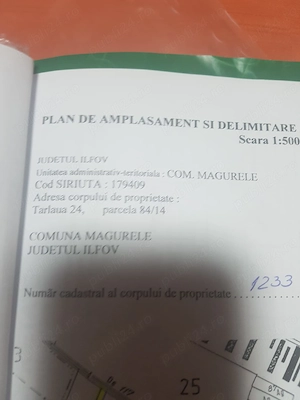 PLAN DE AMPLASAMENT SI DELIMITARE
Scara 1:500
JUDETUL ILFOV
Unitatea administrativ-teritoriala : COM. MAGURELE
Cod SIRIUTA : 179409
Adresa corpului de proprietate :
Tarlaua 24, parcela 84/14
COMUNA MAGURELE
JUDETUL ILFOV
Număr cadastral al corpului de proprietate .... 1233
3
25